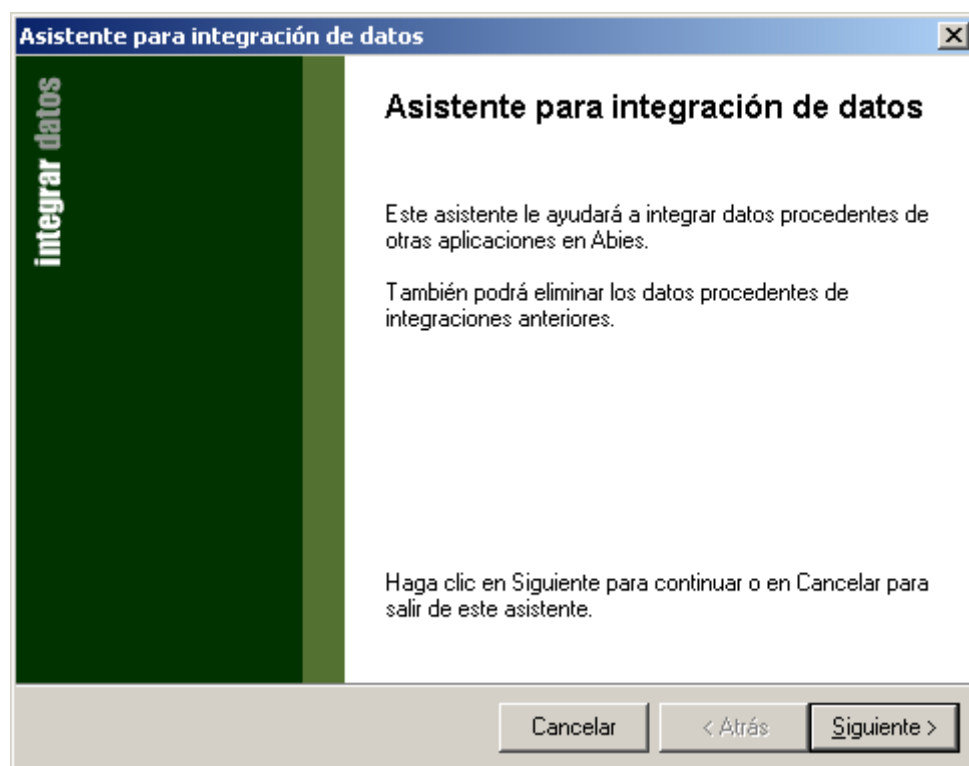 Asistente para integración de datos
integrar datos
Asistente para integración de datos
Este asistente le ayudará a integrar datos procedentes de
otras aplicaciones en Abies.
También podrá eliminar los datos procedentes de
integraciones anteriores.
Haga clic en Siguiente para continuar o en Cancelar para
salir de este asistente.
Cancelar
< Atrás
Siguiente >